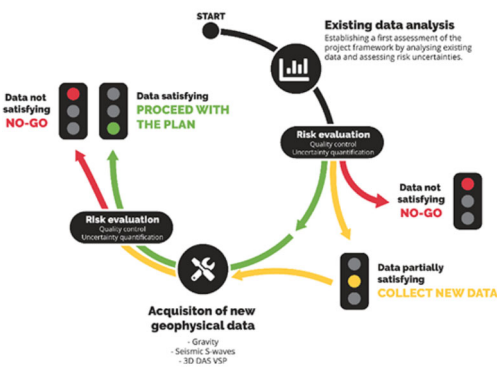 START
Existing data analysis
Establishing a first assessment of the
project framework by analysing existing
data and assessing risk uncertainties.
Risk evaluation
Quality control
Uncertainty quantification
Data not
satisfying
NO-GO
Data partially
satisfying
COLLECT NEW DATA
Acquisiton of new
geophysical data
- Gravity
- Seismic S-waves
- 3D DAS VSP
Risk evaluation
Quality control
Uncertainty quantification
Data not
satisfying
NO-GO
Data satisfying
PROCEED WITH
THE PLAN